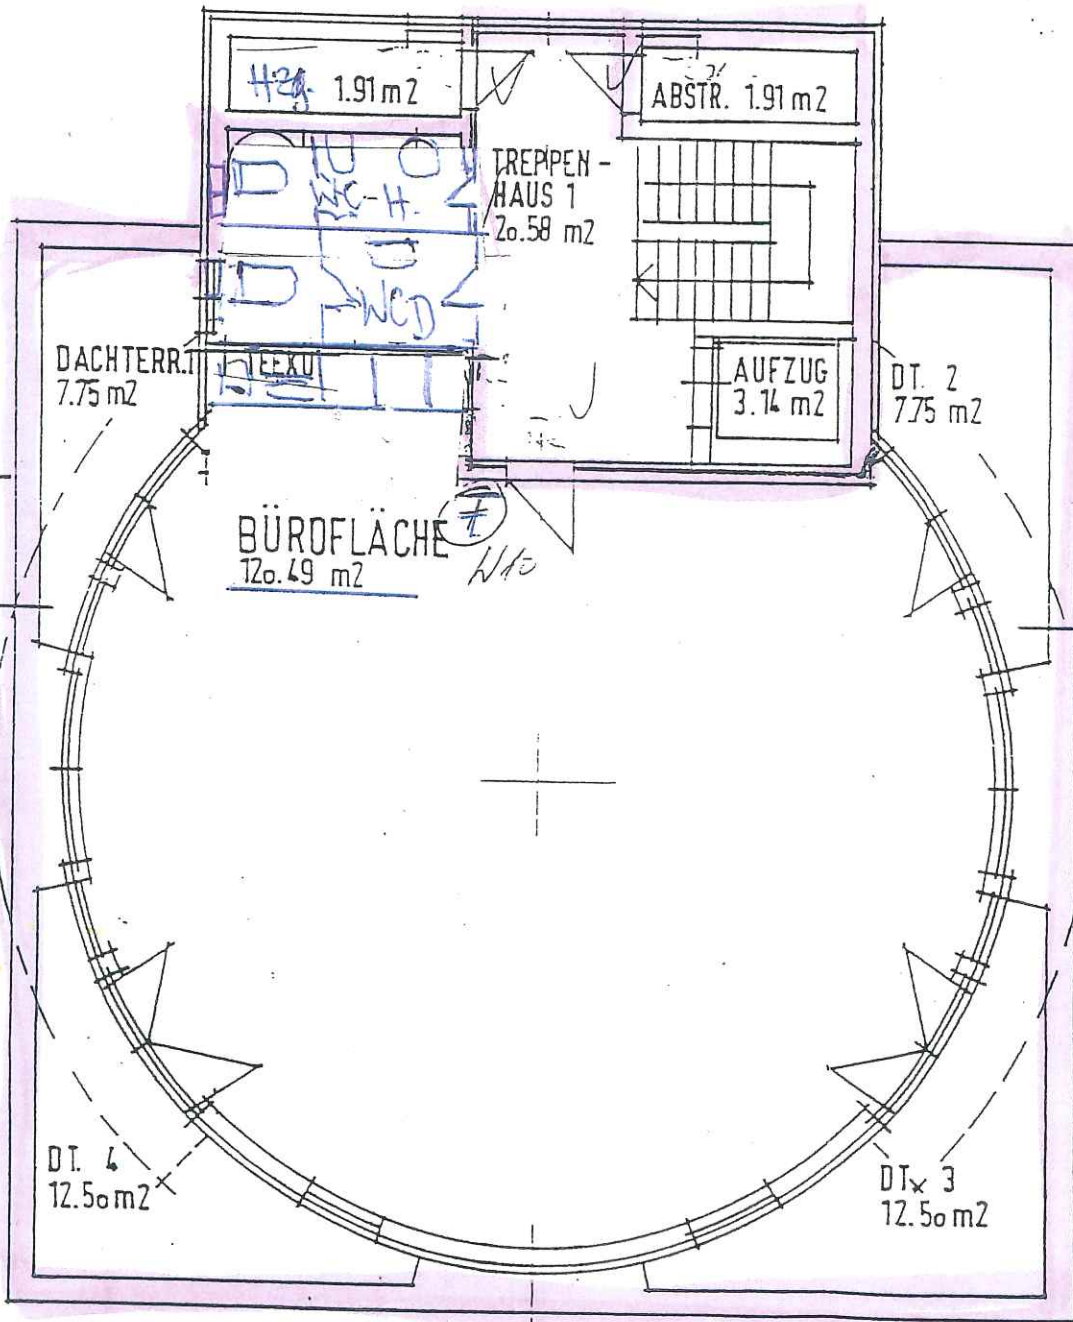 Hzg. 1.91 m2
ABSTR. 1.91 m2
TREPPEN-
HAUS 1
2o.58 m2
WC-H.
WCD
DACHTERR.1
7.75 m2
TEEKÜ
AUFZUG
3.14 m2
DT. 2
7.75 m2
BÜROFLÄCHE
12o.49 m2
DT. 4
12.5o m2
DT. 3
12.5o m2